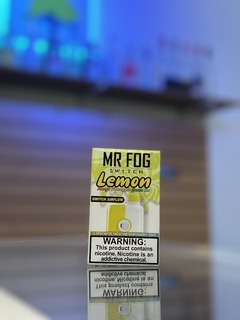 MR FOG
SWITCH
Lemon
SWITCH AIRFLOW
WARNING:
This product contains
nicotine. Nicotine is an
addictive chemical.